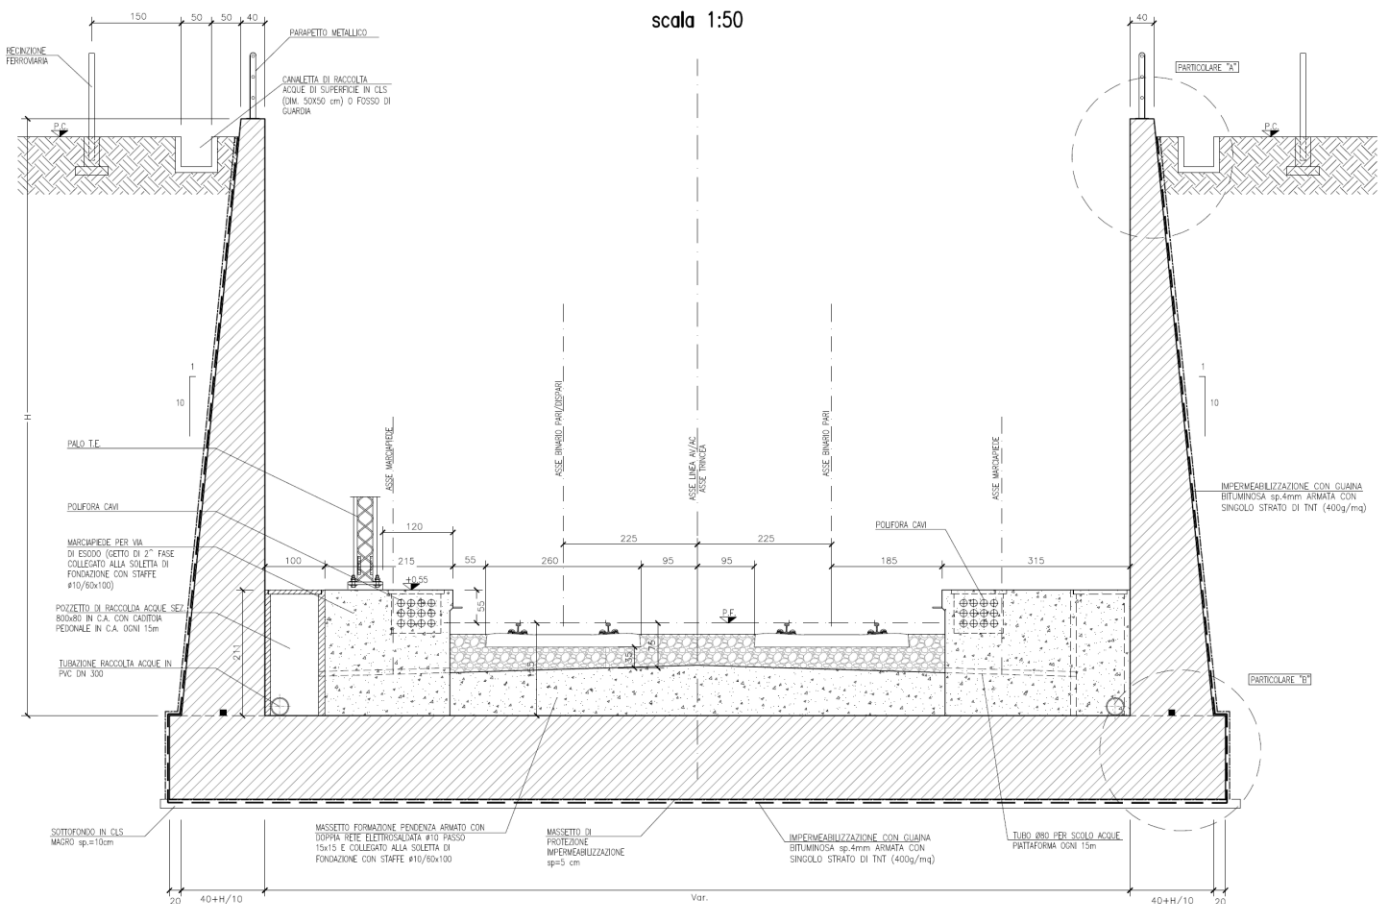 scala 1:50
150
50
50
40
40
RECINZIONE
FERROVIARIA
PARAPETTO METALLICO
CANALETTA DI RACCOLTA
ACQUE DI SUPERFICIE IN CLS
(DIM. 50X50 cm) O FOSSO DI
GUARDIA
PARTICOLARE "A"
P.C.
P.C.
H
1
10
1
10
ASSE MARCIAPIEDE
ASSE BINARIO PARI/DISPARI
ASSE LINEA AV/AC
ASSE TRINCEA
ASSE BINARIO PARI
ASSE MARCIAPIEDE
PALO T.E.
POLIFORA CAVI
MARCIAPIEDE PER VIA
DI ESODO (GETTO DI 2^ FASE
COLLEGATO ALLA SOLETTA DI
FONDAZIONE CON STAFFE
ø10/60x100)
POZZETTO DI RACCOLDA ACQUE SEZ.
800x80 IN C.A. CON CADITOIA
PEDONALE IN C.A. OGNI 15m
TUBAZIONE RACCOLTA ACQUE IN
PVC DN 300
IMPERMEABILIZZAZIONE CON GUAINA
BITUMINOSA sp.4mm ARMATA CON
SINGOLO STRATO DI TNT (400g/mq)
POLIFORA CAVI
120
225
225
100
215
55
260
95
95
185
315
+0.55
55
P.F.
211
35
75
PARTICOLARE "B"
SOTTOFONDO IN CLS
MAGRO sp.=10cm
MASSETTO FORMAZIONE PENDENZA ARMATO CON
DOPPIA RETE ELETTROSALDATA ø10 PASSO
15x15 E COLLEGATO ALLA SOLETTA DI
FONDAZIONE CON STAFFE ø10/60x100
MASSETTO DI
PROTEZIONE
IMPERMEABILIZZAZIONE
sp=5 cm
IMPERMEABILIZZAZIONE CON GUAINA
BITUMINOSA sp.4mm ARMATA CON
SINGOLO STRATO DI TNT (400g/mq)
TUBO Ø80 PER SCOLO ACQUE
PIATTAFORMA OGNI 15m
20
40+H/10
Var.
40+H/10
20